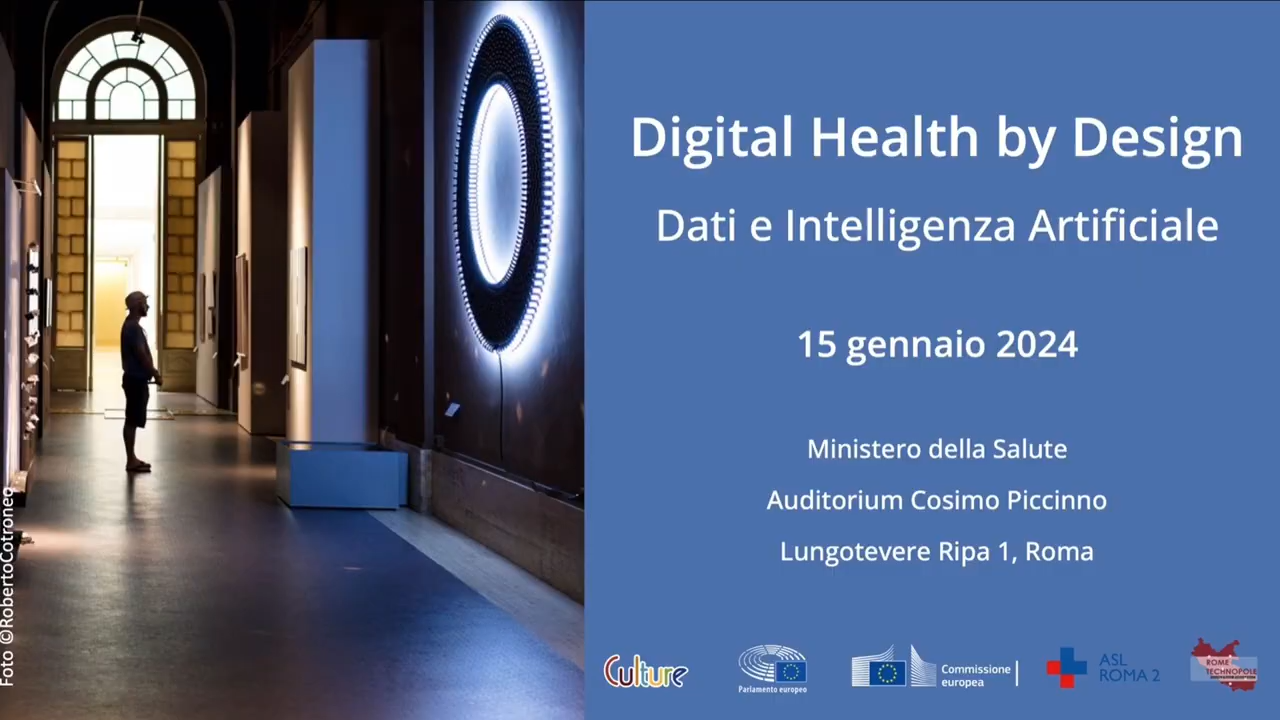 Digital Health by Design
Dati e Intelligenza Artificiale
15 gennaio 2024
Ministero della Salute
Auditorium Cosimo Piccinno
Lungotevere Ripa 1, Roma
Foto ©RobertoCotroneo
Culture
Parlamento europeo
Commissione
europea
ASL
ROMA 2
ROME
TECHNOPOLE